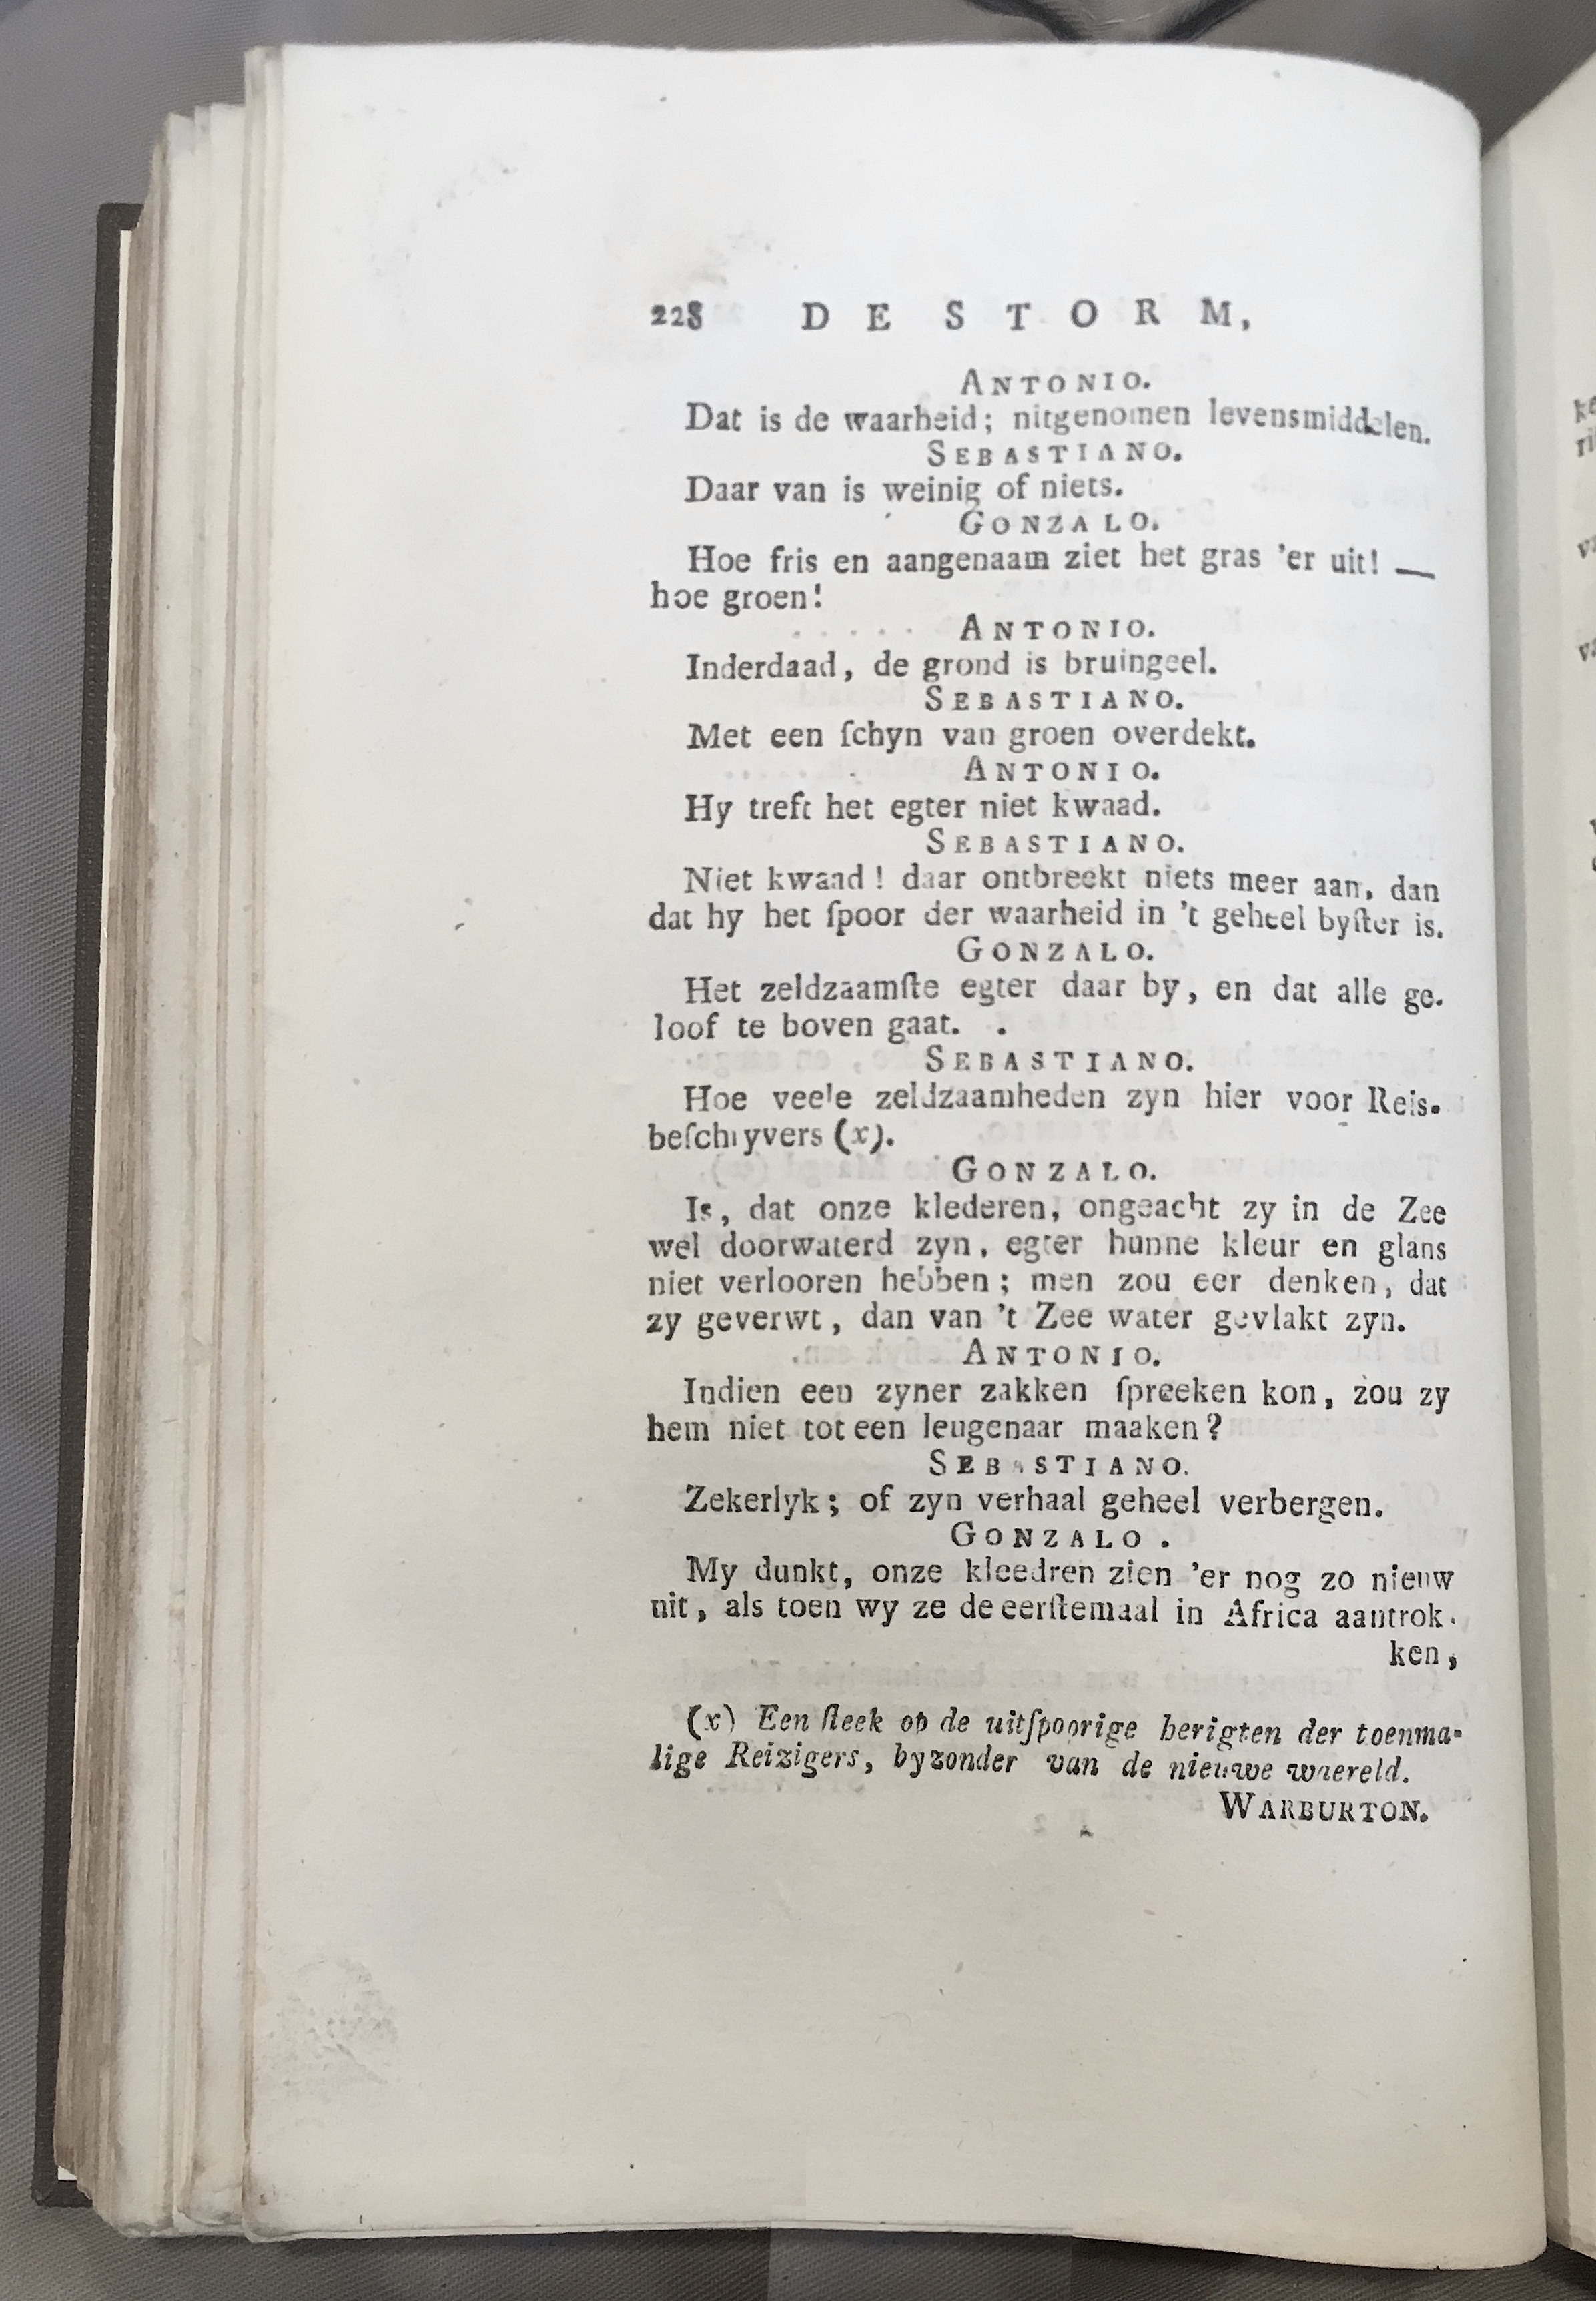 228 DE STORM,
ANTONIO.
Dat is de waarheid; nitgenomen levensmiddelen.
SEBASTIANO.
Daar van is weinig of niets.
GONZALO.
Hoe fris en aangenaam ziet het gras 'er uit! —
hoe groen!
ANTONIO.
Inderdaad, de grond is bruingeel.
SEBASTIANO.
Met een ſchyn van groen overdekt.
ANTONIO.
Hy treft het egter niet kwaad.
SEBASTIANO.
Niet kwaad! daar ontbreekt niets meer aan, dan
dat hy het ſpoor der waarheid in 't geheel byſter is.
GONZALO.
Het zeldzaamſte egter daar by, en dat alle ge-
loof te boven gaat. .
SEBASTIANO.
Hoe veele zeldzaamheden zyn hier voor Reis-
beſchryvers (x).
GONZALO.
Is, dat onze klederen, ongeacht zy in de Zee
wel doorwaterd zyn, egter hunne kleur en glans
niet verlooren hebben; men zou eer denken, dat
zy geverwt, dan van 't Zee water gevlakt zyn.
ANTONIO.
Indien een zyner zakken ſpreeken kon, zou zy
hem niet tot een leugenaar maaken?
SEBASTIANO.
Zekerlyk; of zyn verhaal geheel verbergen.
GONZALO.
My dunkt, onze kleedren zien 'er nog zo nieuw
nit, als toen wy ze de eerſtemaal in Africa aantrok-
ken,
(x) Een ſteek op de uitſpoorige berigten der toenma-
lige Reizigers, byzonder van de nieuwe waereld.
WARBURTON.